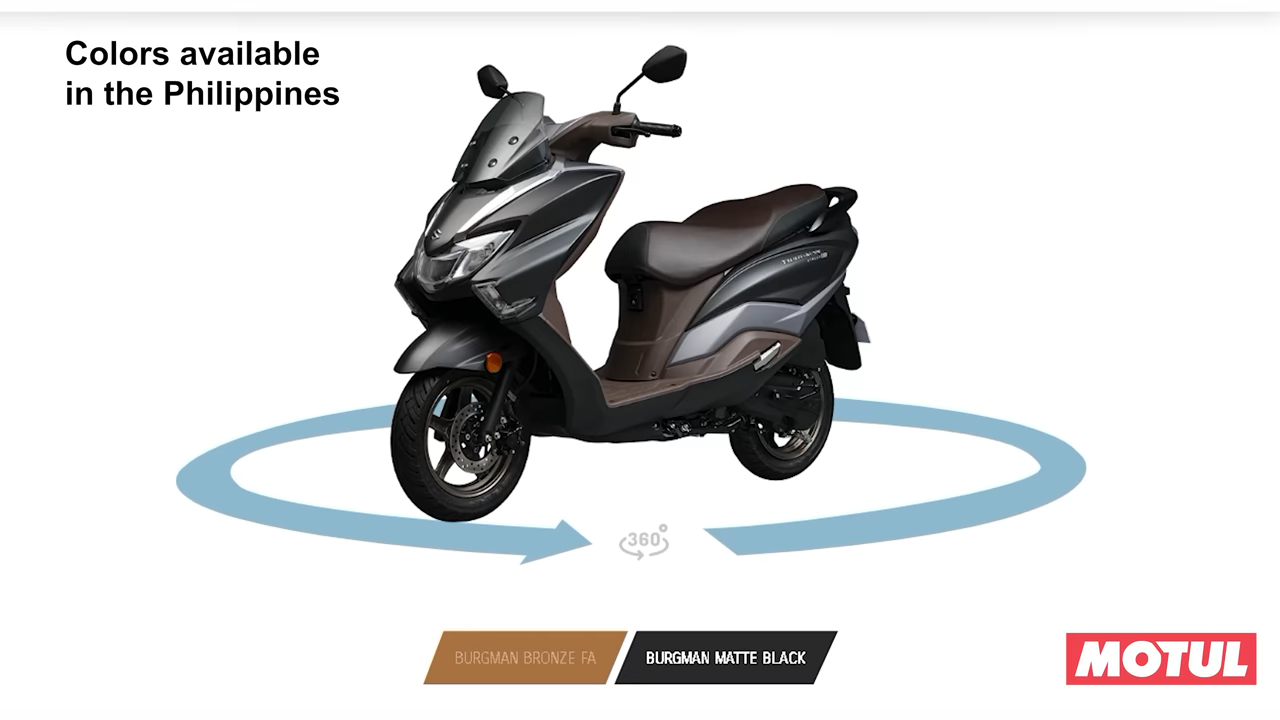 Colors available
in the Philippines
360°
BURGMAN BRONZE FA
BURGMAN MATTE BLACK
MOTUL